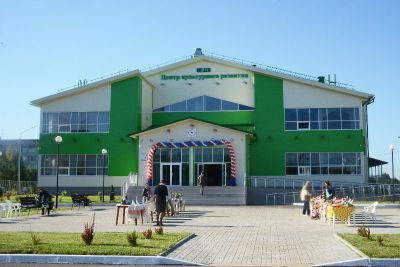 Центр культурного развития